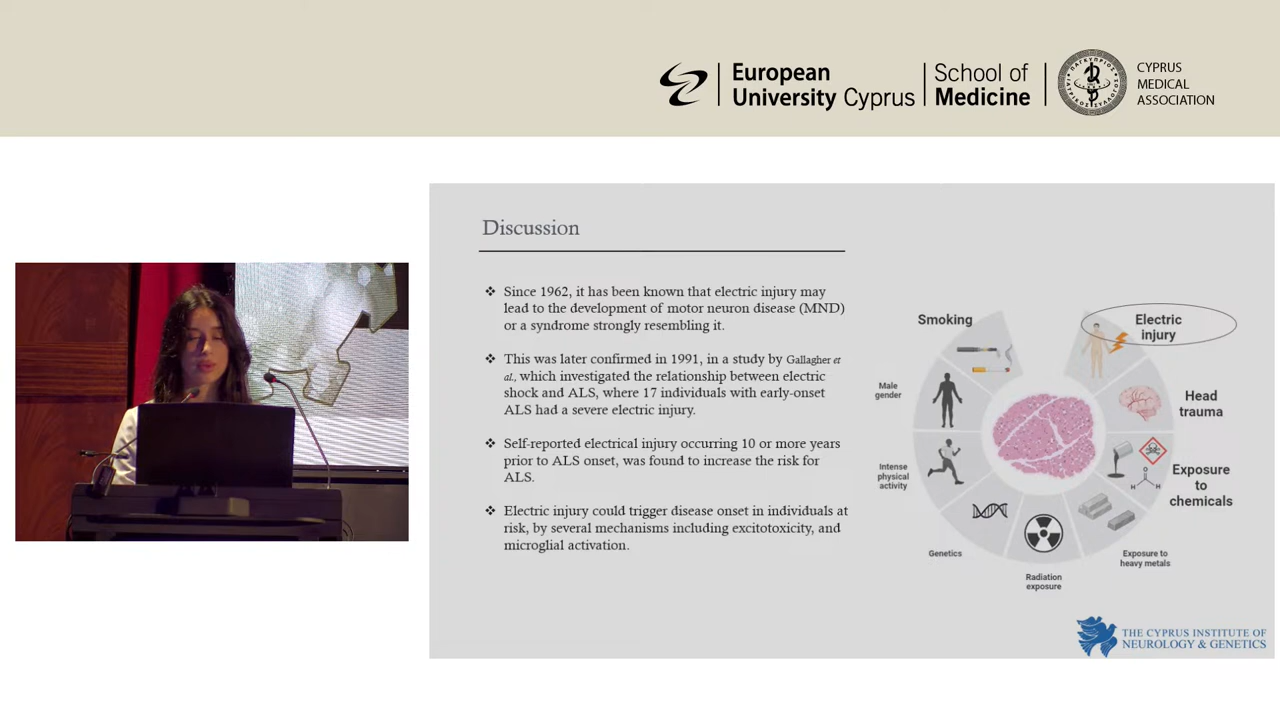 European
University Cyprus
School of
Medicine
CYPRUS
MEDICAL
ASSOCIATION
Discussion
❖ Since 1962, it has been known that electric injury may
lead to the development of motor neuron disease (MND)
or a syndrome strongly resembling it.
❖ This was later confirmed in 1991, in a study by Gallagher et
al., which investigated the relationship between electric
shock and ALS, where 17 individuals with early-onset
ALS had a severe electric injury.
❖ Self-reported electrical injury occurring 10 or more years
prior to ALS onset, was found to increase the risk for
ALS.
❖ Electric injury could trigger disease onset in individuals at
risk, by several mechanisms including excitotoxicity, and
microglial activation.
Smoking
Electric
injury
Male
gender
Head
trauma
Intense
physical
activity
Exposure
to
chemicals
H
H
O
Genetics
Exposure to
heavy metals
Radiation
exposure
THE CYPRUS INSTITUTE OF
NEUROLOGY & GENETICS